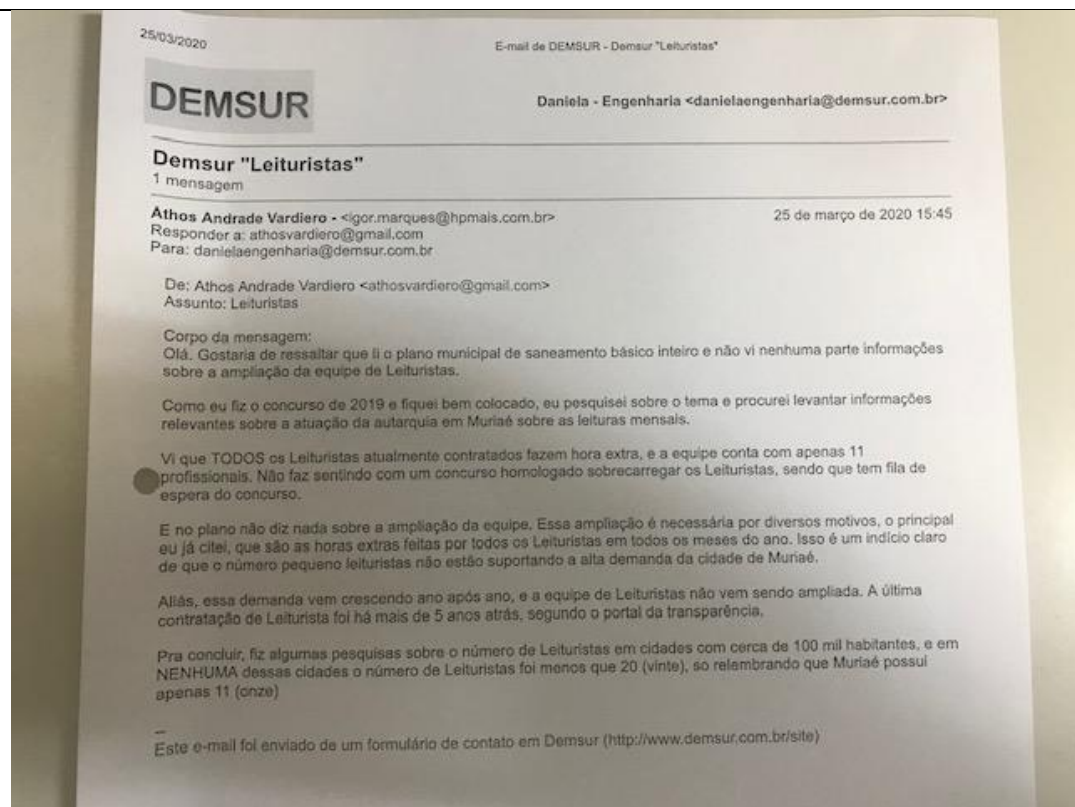 25/03/2020
E-mail de DEMSUR - Demsur "Leituristas"
DEMSUR
Daniela - Engenharia <danielaengenharia@demsur.com.br>
Demsur "Leituristas"
1 mensagem
Athos Andrade Vardiero - <igor.marques@hpmais.com.br>
25 de março de 2020 15:45
Responder a: athosvardiero@gmail.com
Para: danielaengenharia@demsur.com.br
De: Athos Andrade Vardiero <athosvardiero@gmail.com>
Assunto: Leituristas
Corpo da mensagem:
Olá. Gostaria de ressaltar que li o plano municipal de saneamento básico inteiro e não vi nenhuma parte informações
sobre a ampliação da equipe de Leituristas.
Como eu fiz o concurso de 2019 e fiquei bem colocado, eu pesquisei sobre o tema e procurei levantar informações
relevantes sobre a atuação da autarquia em Muriaé sobre as leituras mensais.
Vi que TODOS os Leituristas atualmente contratados fazem hora extra, e a equipe conta com apenas 11
profissionais. Não faz sentindo com um concurso homologado sobrecarregar os Leituristas, sendo que tem fila de
espera do concurso.
E no plano não diz nada sobre a ampliação da equipe. Essa ampliação é necessária por diversos motivos, o principal
eu já citei, que são as horas extras feitas por todos os Leituristas em todos os meses do ano. Isso é um indício claro
de que o número pequeno leituristas não estão suportando a alta demanda da cidade de Muriaé.
Aliás, essa demanda vem crescendo ano após ano, e a equipe de Leituristas não vem sendo ampliada. A última
contratação de Leiturista foi há mais de 5 anos atrás, segundo o portal da transparência.
Pra concluir, fiz algumas pesquisas sobre o número de Leituristas em cidades com cerca de 100 mil habitantes, e em
NENHUMA dessas cidades o número de Leituristas foi menos que 20 (vinte), so relembrando que Muriaé possui
apenas 11 (onze)
--
Este e-mail foi enviado de um formulário de contato em Demsur (http://www.demsur.com.br/site)